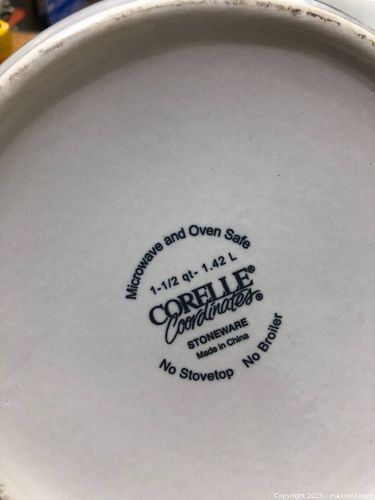 Microwave and Oven Safe
1-1/2 qt- 1.42 L
CORELLE®
Coordinates®
STONEWARE
Made in China
No Stovetop No Broiler
Copyright 2025 - maxsold.com